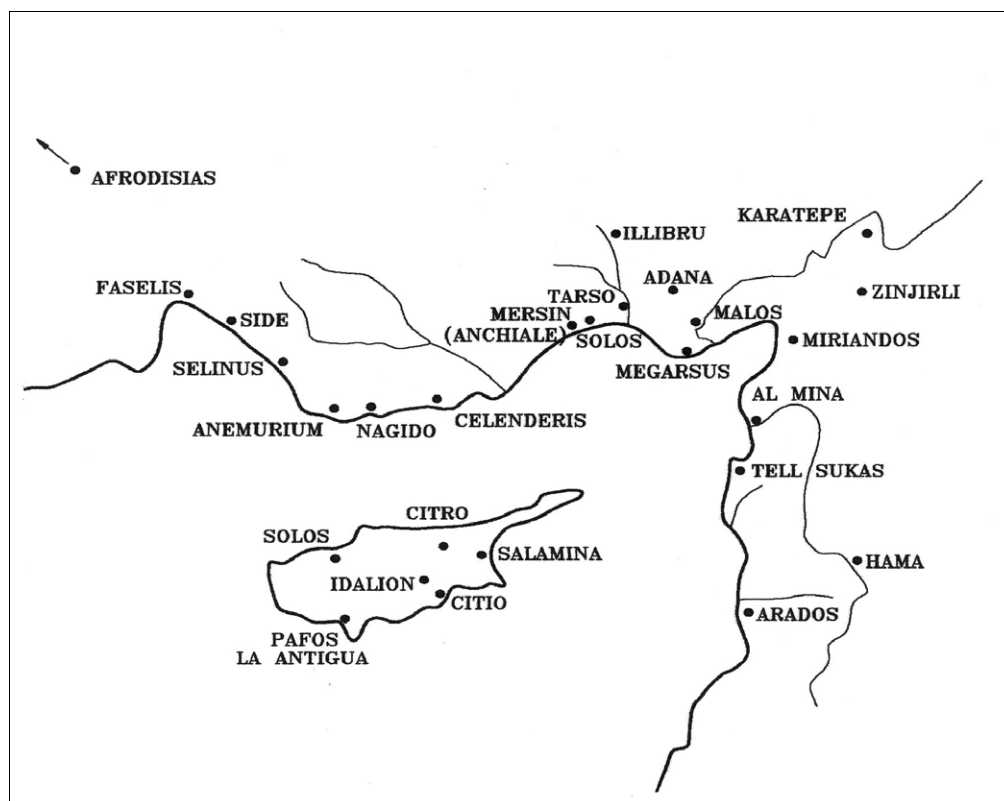 AFRODISIAS
KARATEPE
ILLIBRU
ADANA
FASELIS
ZINJIRLI
TARSO
SIDE
MERSIN
(ANCHIALE)
SOLOS
MALOS
MIRIANDOS
SELINUS
MEGARSUS
AL MINA
ANEMURIUM
NAGIDO
CELENDERIS
TELL SUKAS
CITRO
SOLOS
SALAMINA
HAMA
IDALION
CITIO
ARADOS
PAFOS
LA ANTIGUA